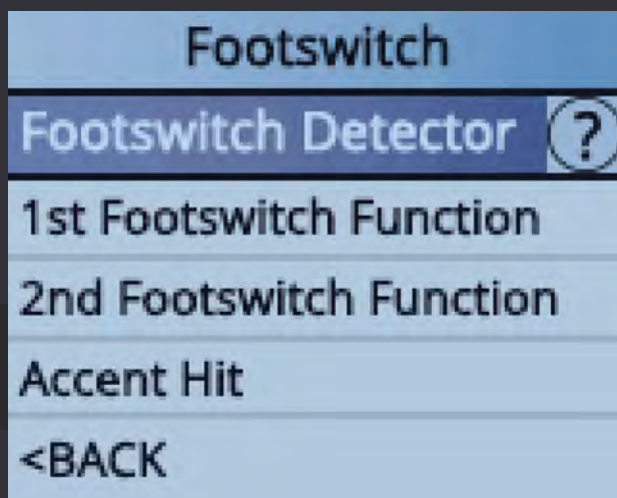 Footswitch
Footswitch Detector ?
1st Footswitch Function
2nd Footswitch Function
Accent Hit
<BACK